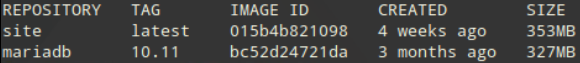 REPOSITORY TAG IMAGE ID CREATED SIZE
site latest 015b4b821098 4 weeks ago 353MB
mariadb 10.11 bc52d24721da 3 months ago 327MB